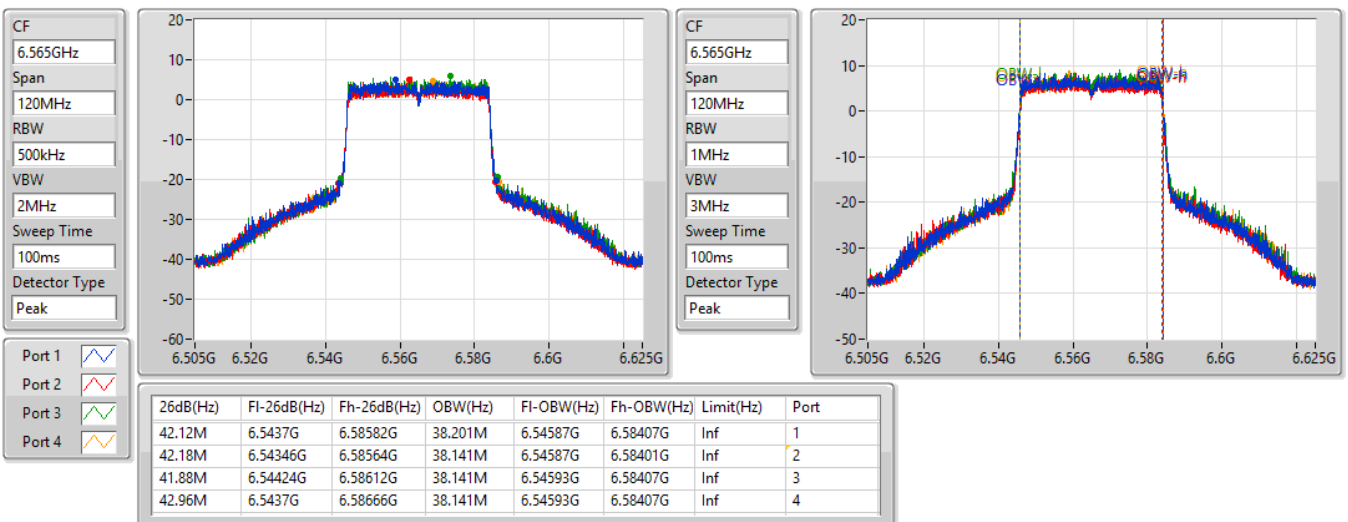 CF
6.565GHz
Span
120MHz
RBW
500kHz
VBW
2MHz
Sweep Time
100ms
Detector Type
Peak
20
10
0
-10
-20
-30
-40
-50
-60
6.505G 6.52G 6.54G 6.56G 6.58G 6.6G 6.625G
CF
6.565GHz
Span
120MHz
RBW
1MHz
VBW
3MHz
Sweep Time
100ms
Detector Type
Peak
20
10
0
-10
-20
-30
-40
-50
OBW-h
6.505G 6.52G 6.54G 6.56G 6.58G 6.6G 6.625G
Port 1
Port 2
Port 3
Port 4
26dB(Hz) Fl-26dB(Hz) Fh-26dB(Hz) OBW(Hz) Fl-OBW(Hz) Fh-OBW(Hz) Limit(Hz) Port
42.12M 6.5437G 6.58582G 38.201M 6.54587G 6.58407G Inf 1
42.18M 6.54346G 6.58564G 38.141M 6.54587G 6.58401G Inf 2
41.88M 6.54424G 6.58612G 38.141M 6.54593G 6.58407G Inf 3
42.96M 6.5437G 6.58666G 38.141M 6.54593G 6.58407G Inf 4